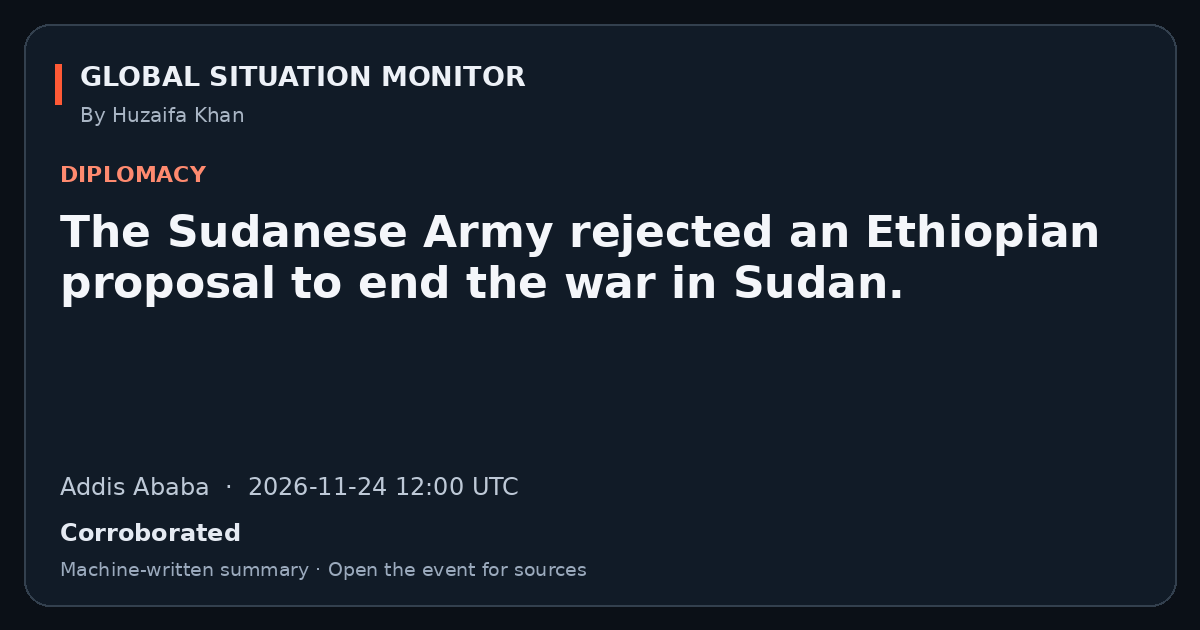 GLOBAL SITUATION MONITOR
By Huzaifa Khan
DIPLOMACY
The Sudanese Army rejected an Ethiopian
proposal to end the war in Sudan.
Addis Ababa · 2026-11-24 12:00 UTC
Corroborated
Machine-written summary · Open the event for sources